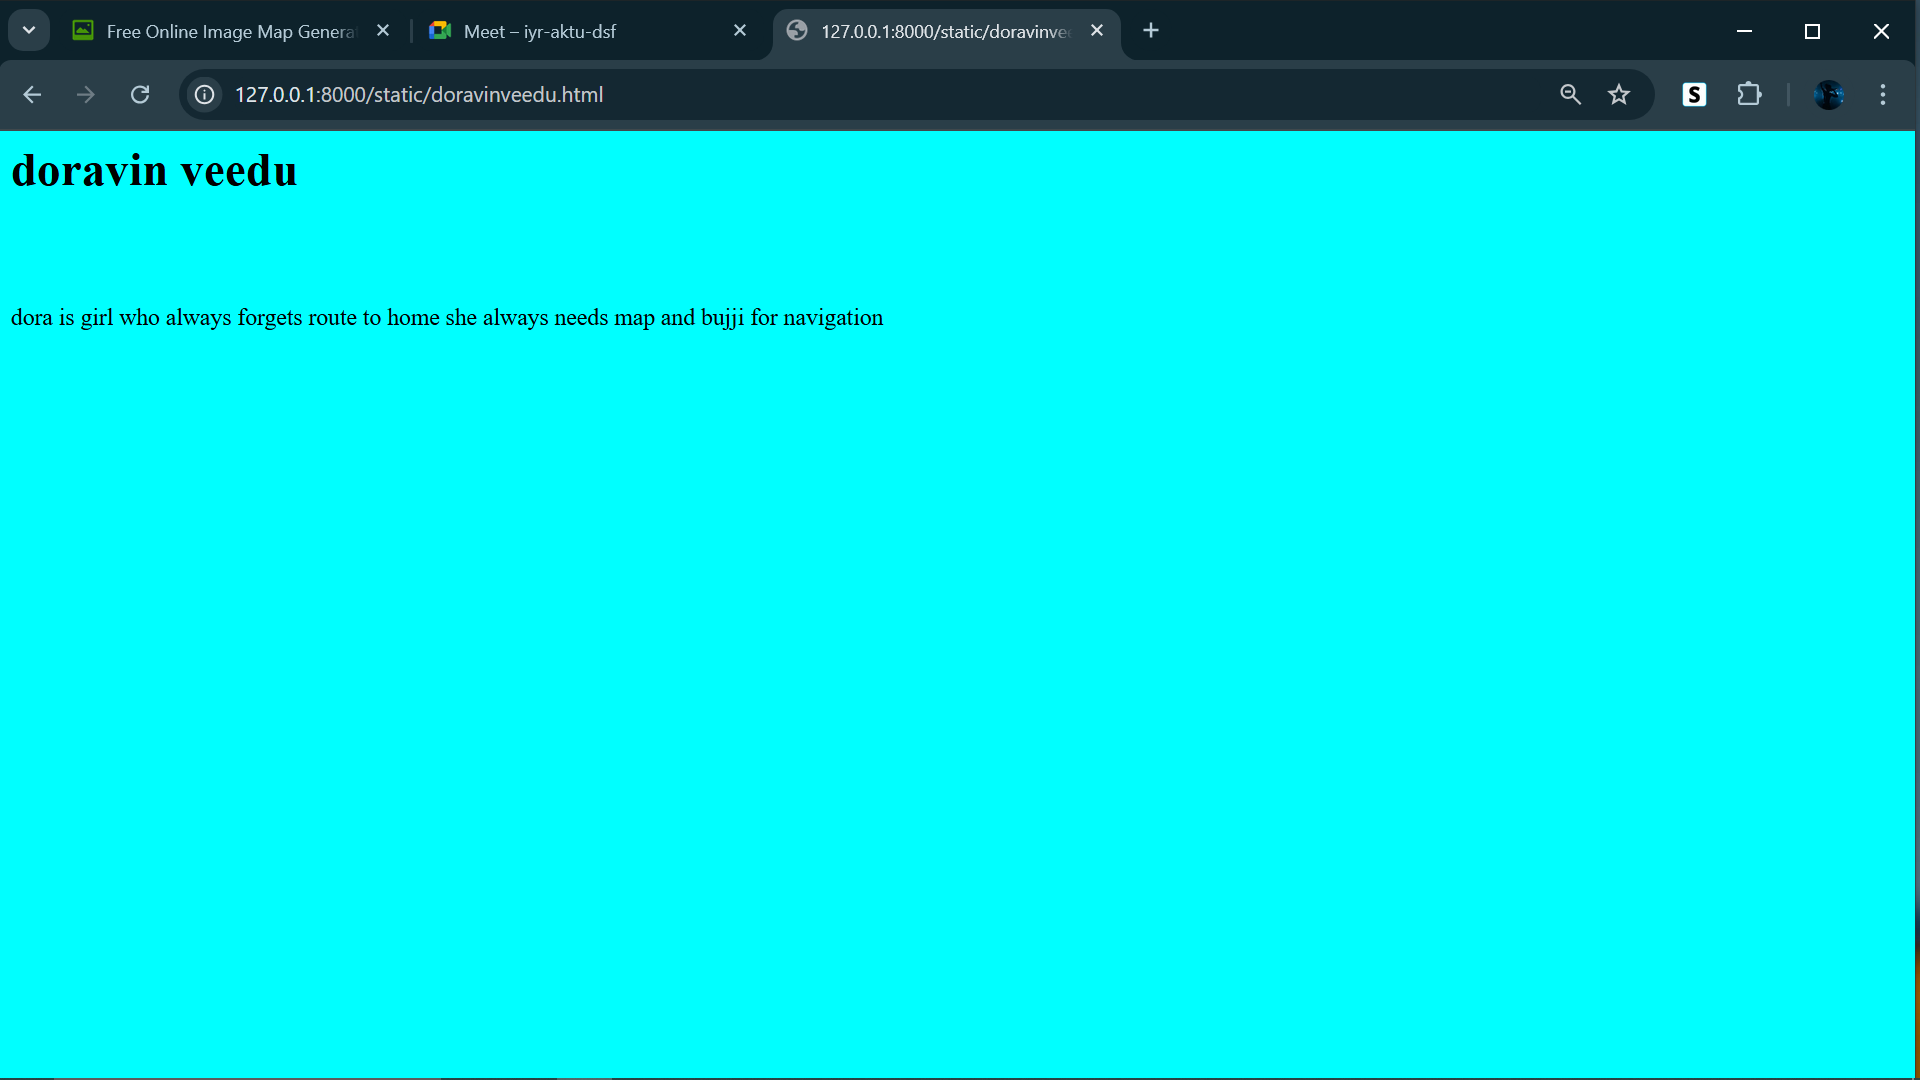 Free Online Image Map Genera
Meet – iyr-aktu-dsf
127.0.0.1:8000/static/doravinvee
127.0.0.1:8000/static/doravinveedu.html
S
doravin veedu
dora is girl who always forgets route to home she always needs map and bujji for navigation